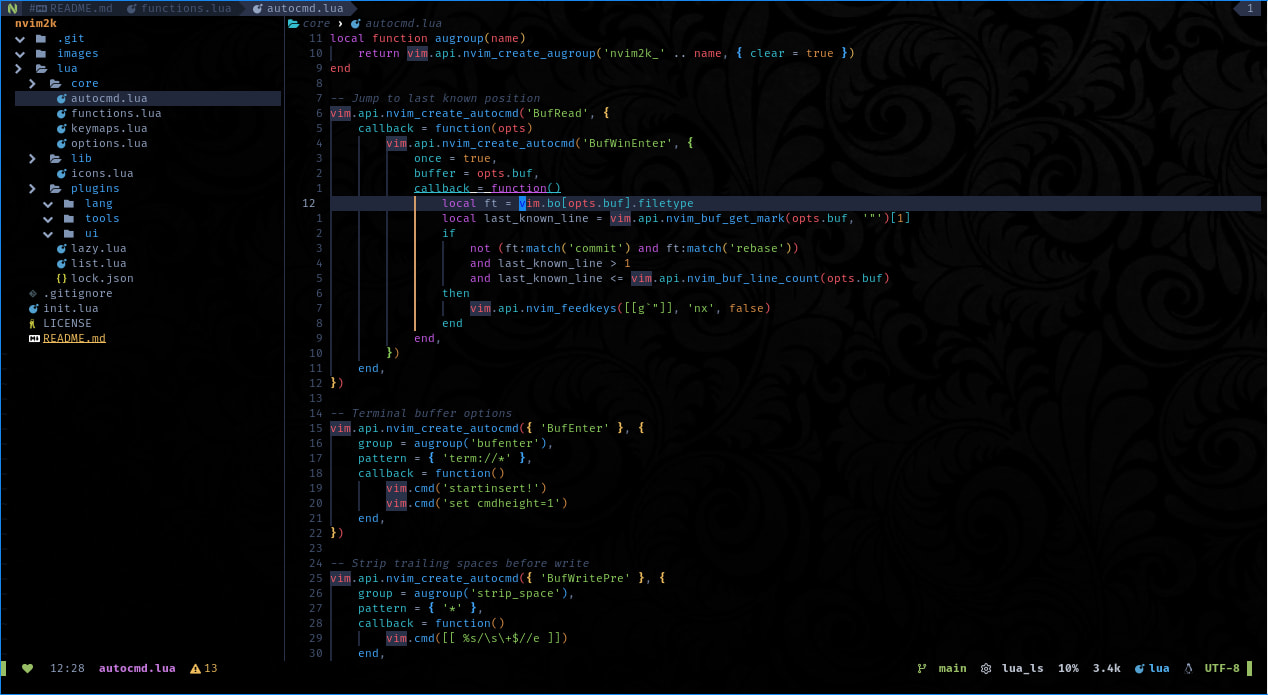 README.md functions.lua autocmd.lua 1
nvim2k
.git
images
lua
core
autocmd.lua
functions.lua
keymaps.lua
options.lua
lib
icons.lua
plugins
lang
tools
ui
lazy.lua
list.lua
{} lock.json
.gitignore
init.lua
LICENSE
README.md
core › autocmd.lua
11 local function augroup(name)
10     return vim.api.nvim_create_augroup('nvim2k_' .. name, { clear = true })
9 end
8
7 -- Jump to last known position
6 vim.api.nvim_create_autocmd('BufRead', {
5     callback = function(opts)
4         vim.api.nvim_create_autocmd('BufWinEnter', {
3             once = true,
2             buffer = opts.buf,
1             callback = function()
12                 local ft = vim.bo[opts.buf].filetype
1                 local last_known_line = vim.api.nvim_buf_get_mark(opts.buf, '"')[1]
2                 if
3                     not (ft:match('commit') and ft:match('rebase'))
4                     and last_known_line > 1
5                     and last_known_line <= vim.api.nvim_buf_line_count(opts.buf)
6                 then
7                     vim.api.nvim_feedkeys([[g`"]], 'nx', false)
8                 end
9             end,
10         })
11     end,
12 })
13
14 -- Terminal buffer options
15 vim.api.nvim_create_autocmd({ 'BufEnter' }, {
16     group = augroup('bufenter'),
17     pattern = { 'term://*' },
18     callback = function()
19         vim.cmd('startinsert!')
20         vim.cmd('set cmdheight=1')
21     end,
22 })
23
24 -- Strip trailing spaces before write
25 vim.api.nvim_create_autocmd({ 'BufWritePre' }, {
26     group = augroup('strip_space'),
27     pattern = { '*' },
28     callback = function()
29         vim.cmd([[ %s/\s\+$//e ]])
30     end,
12:28 autocmd.lua 13 main lua_ls 10% 3.4k lua UTF-8